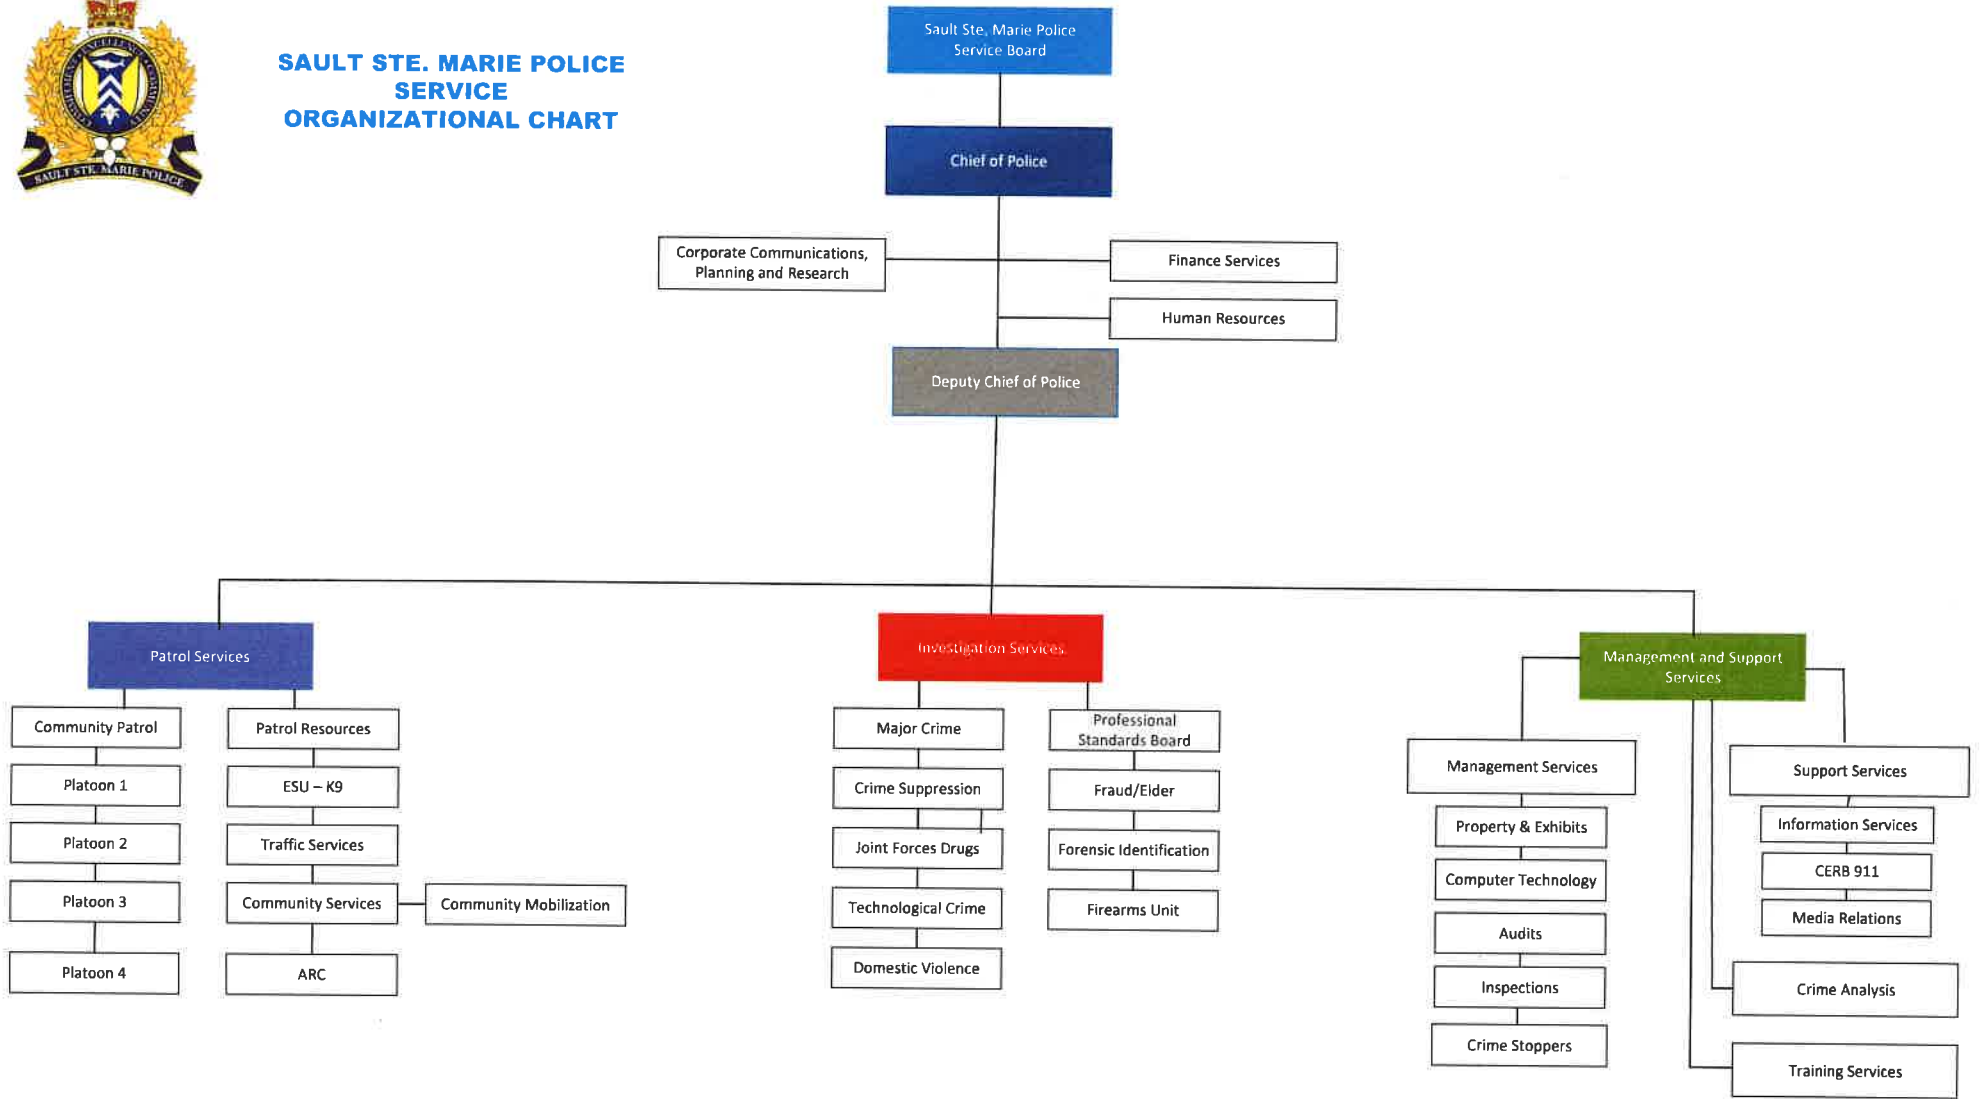 SAULT STE. MARIE POLICE
SERVICE
ORGANIZATIONAL CHART
EXCELLENCE
SAULT STE. MARIE POLICE
Sault Ste. Marie Police
Service Board
Chief of Police
Corporate Communications,
Planning and Research
Finance Services
Human Resources
Deputy Chief of Police
Patrol Services
Community Patrol
Platoon 1
Platoon 2
Platoon 3
Platoon 4
Patrol Resources
ESU – K9
Traffic Services
Community Services
Community Mobilization
ARC
Investigation Services
Major Crime
Crime Suppression
Joint Forces Drugs
Technological Crime
Domestic Violence
Professional
Standards Board
Fraud/Elder
Forensic Identification
Firearms Unit
Management and Support
Services
Management Services
Property & Exhibits
Computer Technology
Audits
Inspections
Crime Stoppers
Support Services
Information Services
CERB 911
Media Relations
Crime Analysis
Training Services